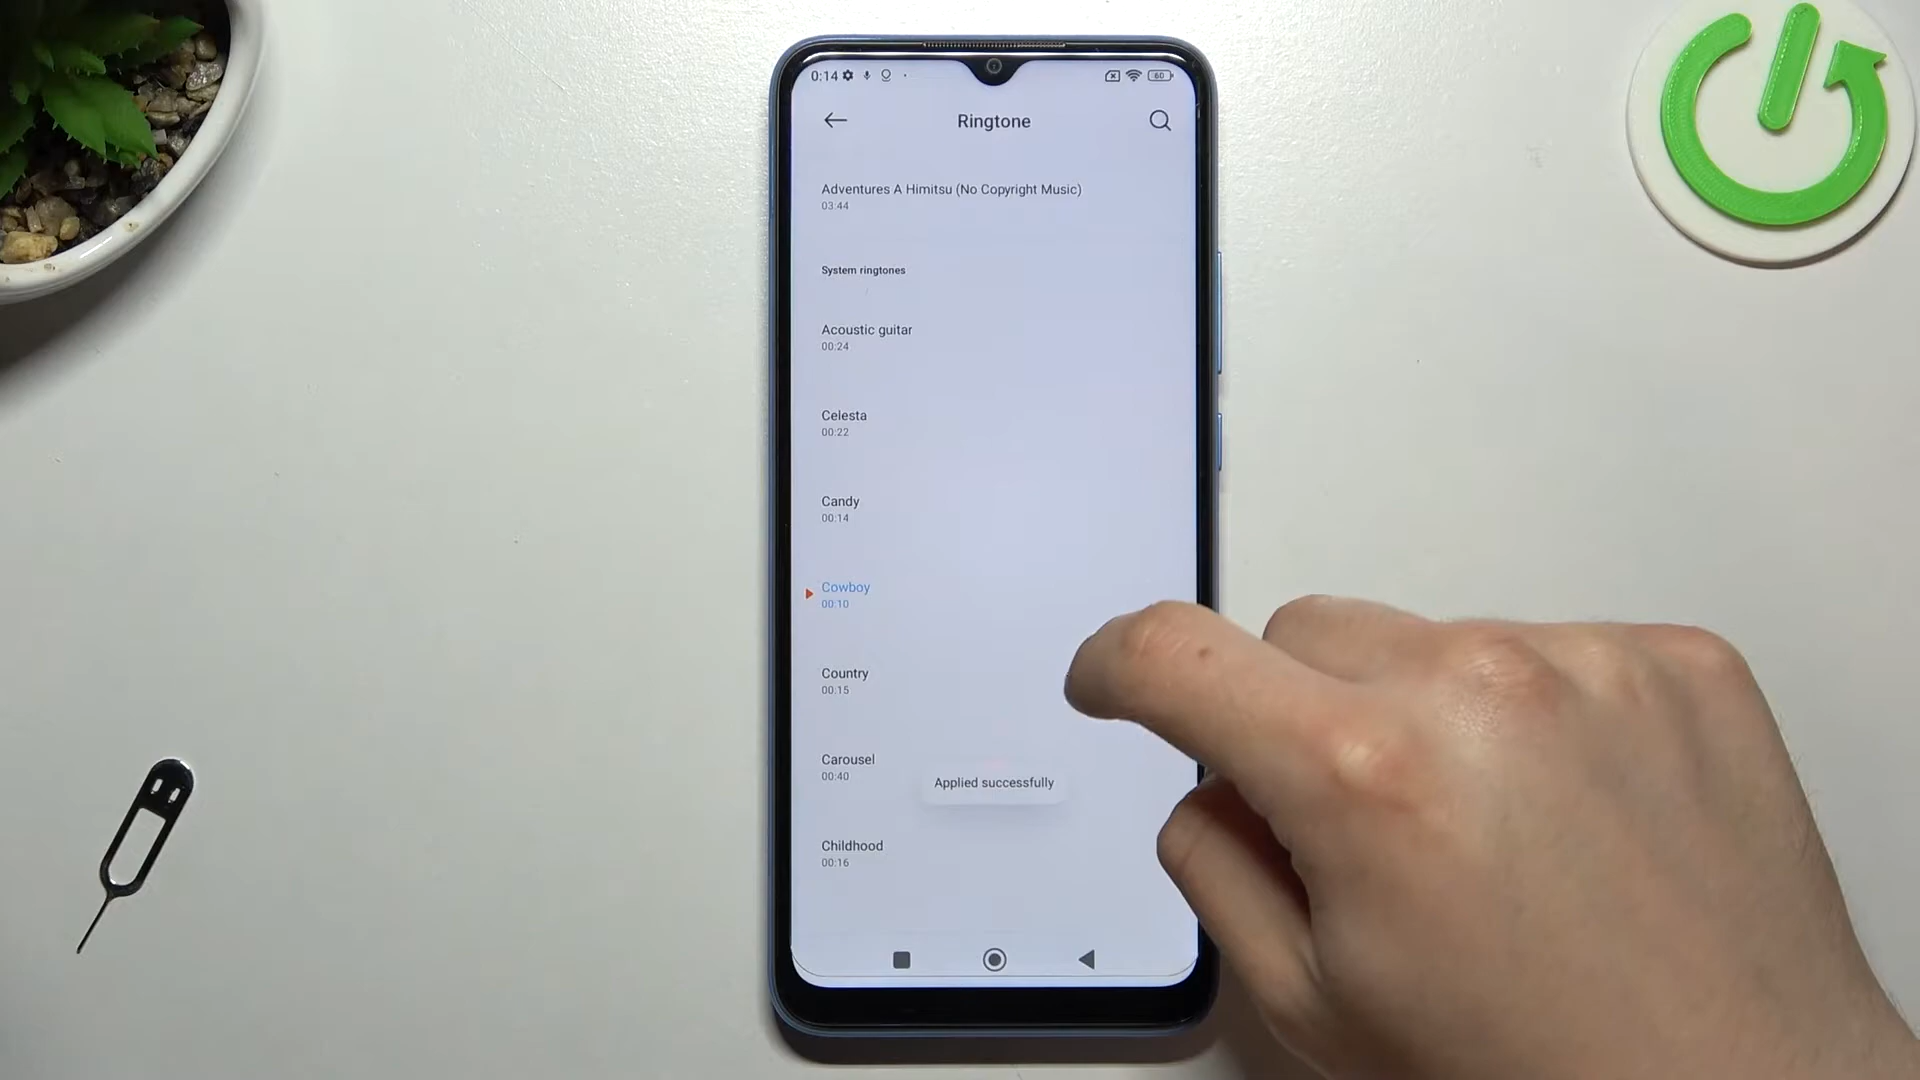 0:14
60
Ringtone
Adventures A Himitsu (No Copyright Music)
03:44
System ringtones
Acoustic guitar
00:24
Celesta
00:22
Candy
00:14
Cowboy
00:10
Country
00:15
Carousel
00:40
Applied successfully
Childhood
00:16